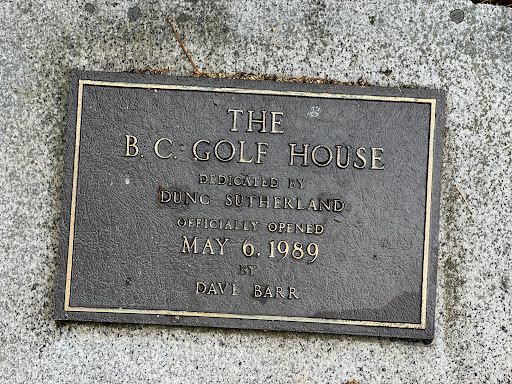 THE
B. C. GOLF HOUSE
DEDICATED BY
DUNC SUTHERLAND
OFFICIALLY OPENED
MAY 6, 1989
BY
DAVE BARR